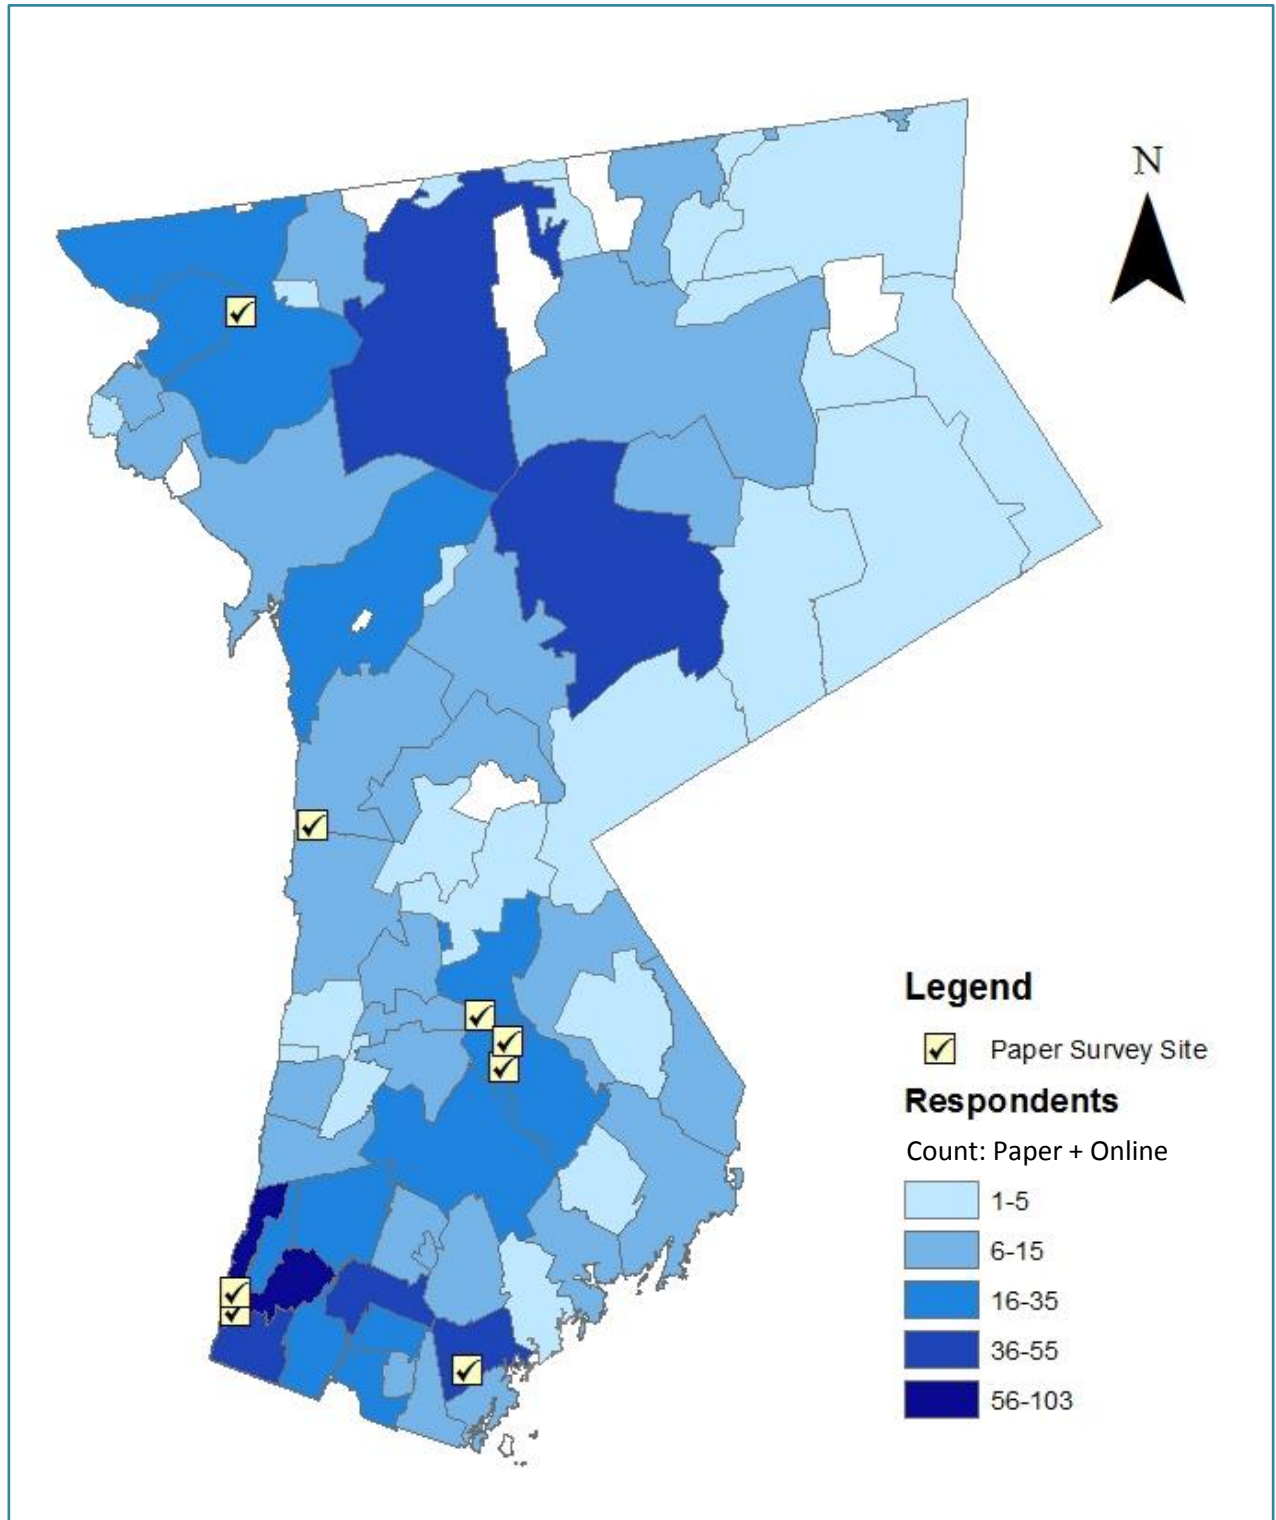 N
Legend
Paper Survey Site
Respondents
Count: Paper + Online
1-5
6-15
16-35
36-55
56-103